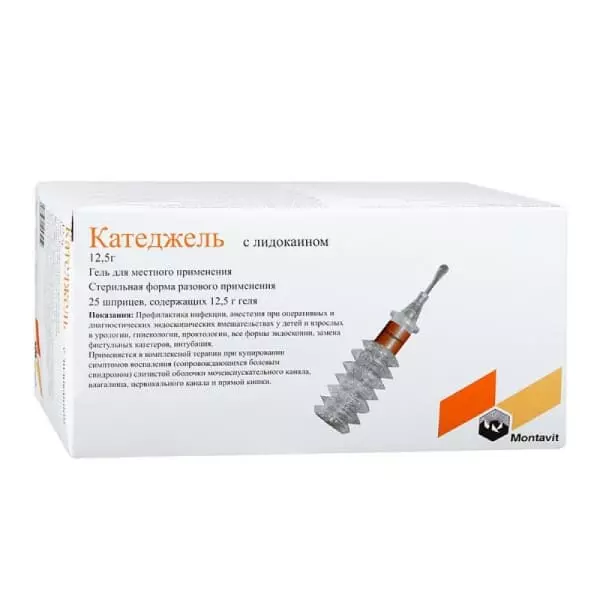 Катеджель с лидокаином
12,5г
Гель для местного применения
Стерильная форма разового применения
25 шприцев, содержащих 12,5 г геля
Показания: Профилактика инфекции, анестезия при оперативных и
диагностических эндоскопических вмешательствах у детей и взрослых
в урологии, гинекологии, проктологии, все формы эндоскопии, замена
фистульных катетеров, интубация.
Применяется в комплексной терапии при купировании
симптомов воспаления (сопровождающихся болевым
синдромом) слизистой оболочки мочеиспускательного канала,
влагалища, цервикального канала и прямой кишки.
Montavit
Катеджель